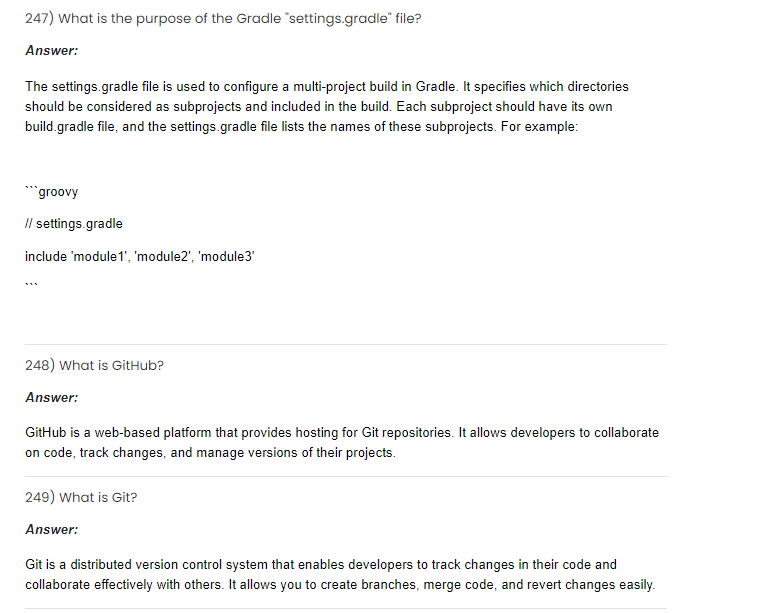 247) What is the purpose of the Gradle "settings.gradle" file?
Answer:
The settings.gradle file is used to configure a multi-project build in Gradle. It specifies which directories
should be considered as subprojects and included in the build. Each subproject should have its own
build.gradle file, and the settings.gradle file lists the names of these subprojects. For example:
```groovy
// settings.gradle
include 'module1', 'module2', 'module3'
```
248) What is GitHub?
Answer:
GitHub is a web-based platform that provides hosting for Git repositories. It allows developers to collaborate
on code, track changes, and manage versions of their projects.
249) What is Git?
Answer:
Git is a distributed version control system that enables developers to track changes in their code and
collaborate effectively with others. It allows you to create branches, merge code, and revert changes easily.